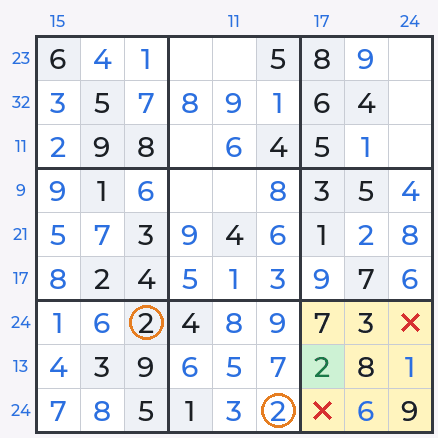 15 11 17 24
23 6 4 1 5 8 9
32 3 5 7 8 9 1 6 4
11 2 9 8 6 4 5 1
9 9 1 6 8 3 5 4
21 5 7 3 9 4 6 1 2 8
17 8 2 4 5 1 3 9 7 6
24 1 6 2 4 8 9 7 3
13 4 3 9 6 5 7 2 8 1
24 7 8 5 1 3 2 6 9